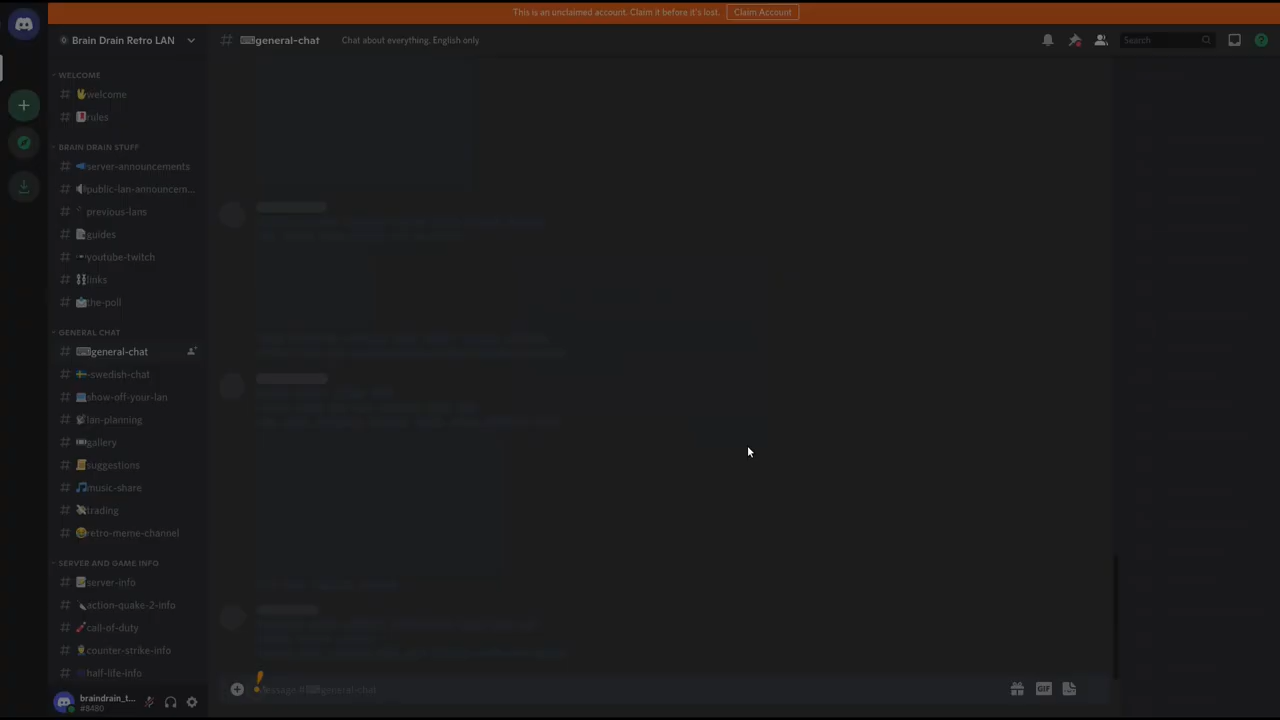 This is an unclaimed account. Claim it before it's lost. Claim Account
Brain Drain Retro LAN
general-chat Chat about everything. English only
Search
WELCOME
# welcome
# rules
BRAIN DRAIN STUFF
# server-announcements
# public-lan-announcem...
# previous-lans
# guides
# youtube-twitch
# links
# the-poll
GENERAL CHAT
# general-chat
# -swedish-chat
# show-off-your-lan
# lan-planning
# gallery
# suggestions
# music-share
# trading
# retro-meme-channel
SERVER AND GAME INFO
# server-info
# action-quake-2-info
# call-of-duty
# counter-strike-info
# half-life-info
braindrain_t...
#8480
Message #general-chat
GIF